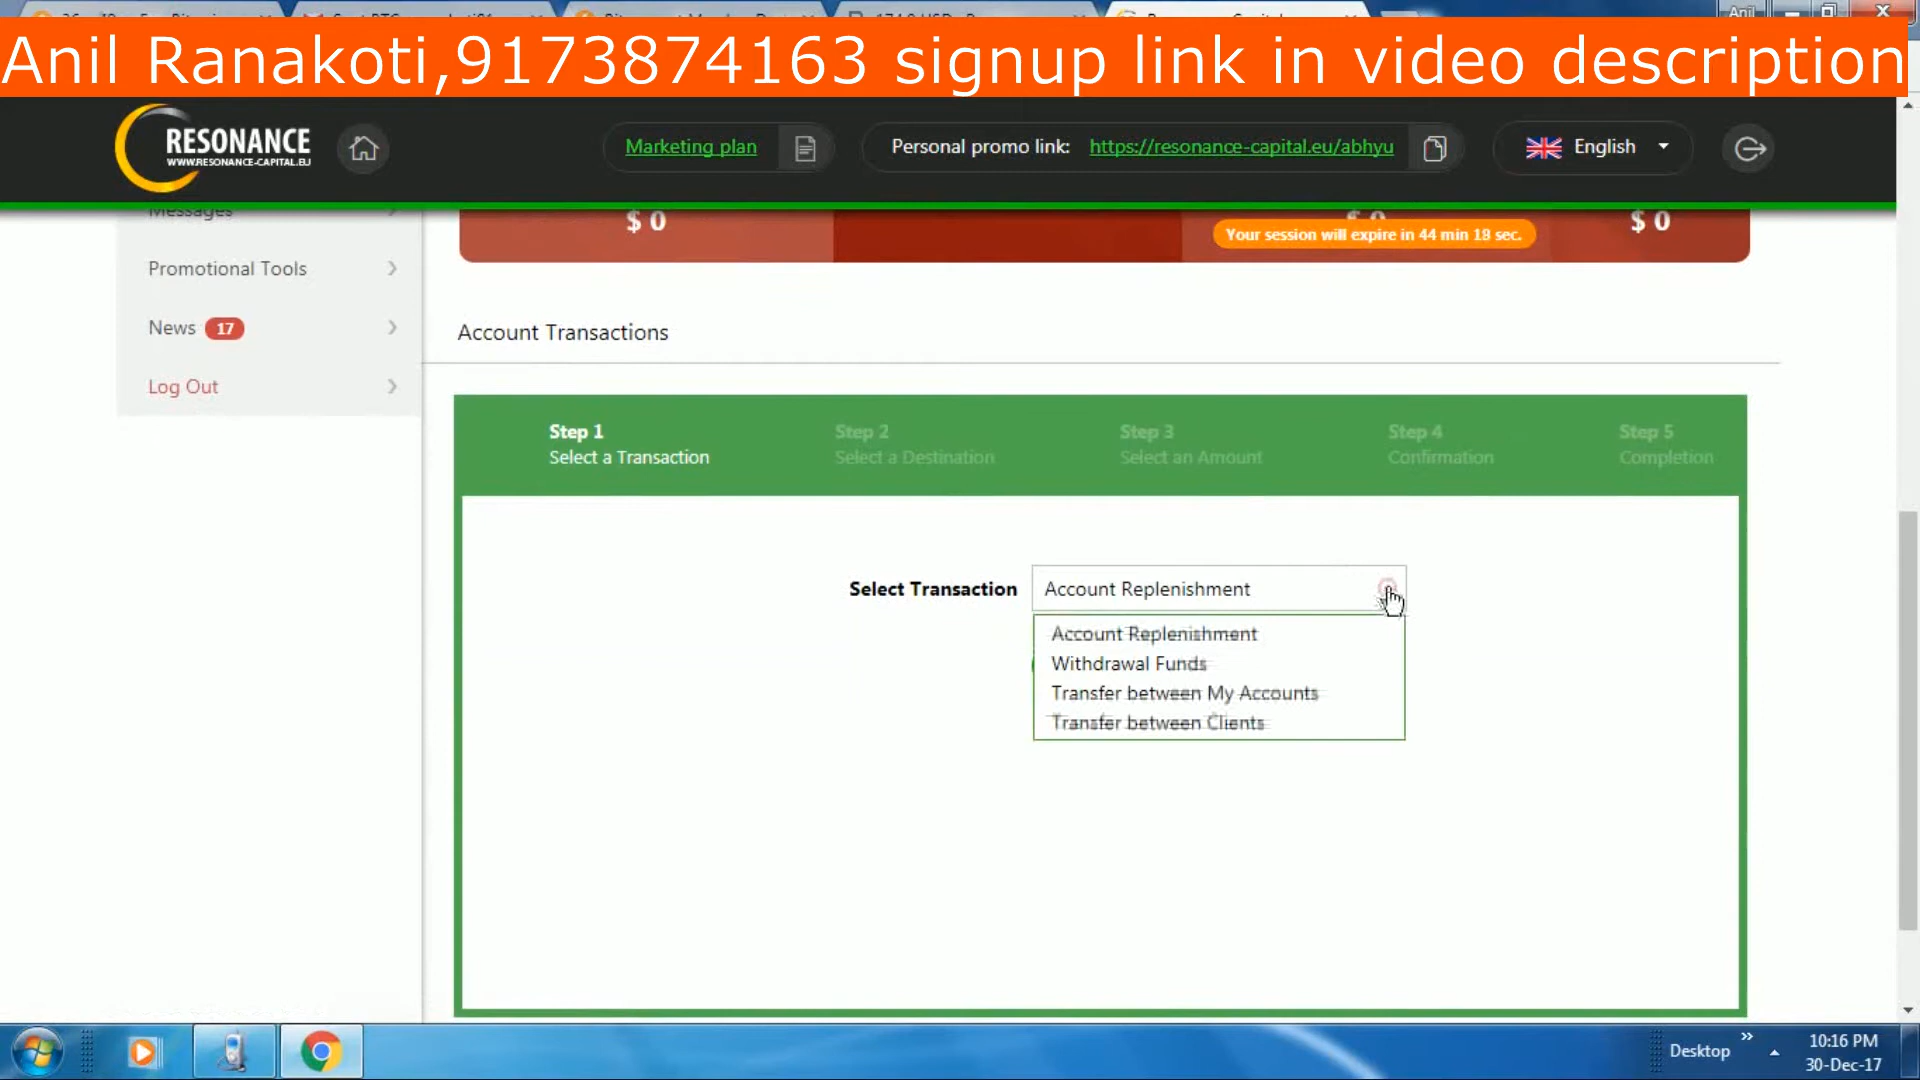 Anil
Anil Ranakoti,9173874163 signup link in video description
RESONANCE
WWW.RESONANCE-CAPITAL.EU
Marketing plan
Personal promo link: https://resonance-capital.eu/abhyu
English
Messages
$ 0
$ 0
$ 0
Your session will expire in 44 min 18 sec.
Promotional Tools
News 17
Log Out
Account Transactions
Step 1
Select a Transaction
Step 2
Select a Destination
Step 3
Select an Amount
Step 4
Confirmation
Step 5
Completion
Select Transaction
Account Replenishment
Account Replenishment
Withdrawal Funds
Transfer between My Accounts
Transfer between Clients
Desktop
10:16 PM
30-Dec-17